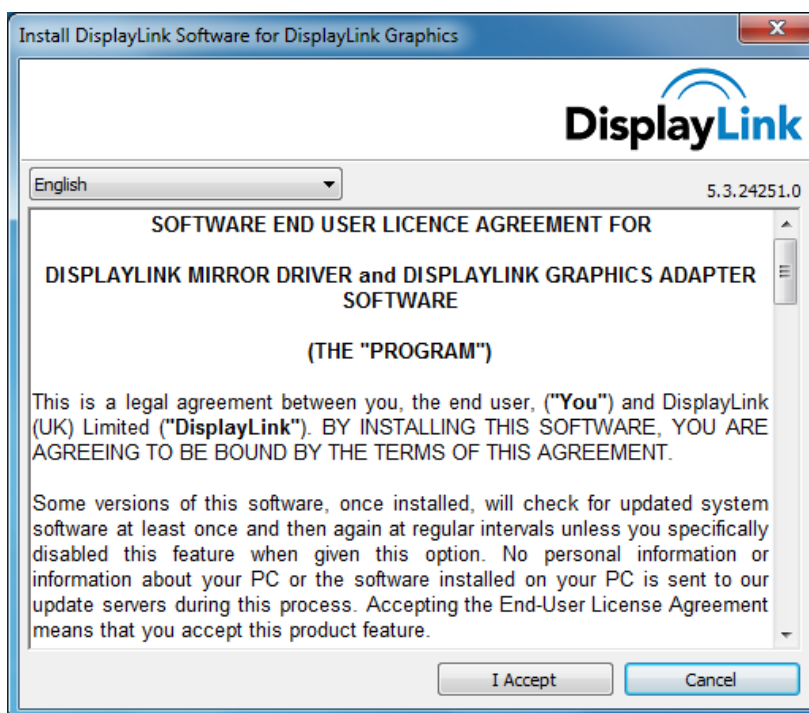 Install DisplayLink Software for DisplayLink Graphics
x
DisplayLink
English
5.3.24251.0
SOFTWARE END USER LICENCE AGREEMENT FOR
DISPLAYLINK MIRROR DRIVER and DISPLAYLINK GRAPHICS ADAPTER
SOFTWARE
(THE "PROGRAM")
This is a legal agreement between you, the end user, ("You") and DisplayLink
(UK) Limited ("DisplayLink"). BY INSTALLING THIS SOFTWARE, YOU ARE
AGREEING TO BE BOUND BY THE TERMS OF THIS AGREEMENT.
Some versions of this software, once installed, will check for updated system
software at least once and then again at regular intervals unless you specifically
disabled this feature when given this option. No personal information or
information about your PC or the software installed on your PC is sent to our
update servers during this process. Accepting the End-User License Agreement
means that you accept this product feature.
I Accept
Cancel